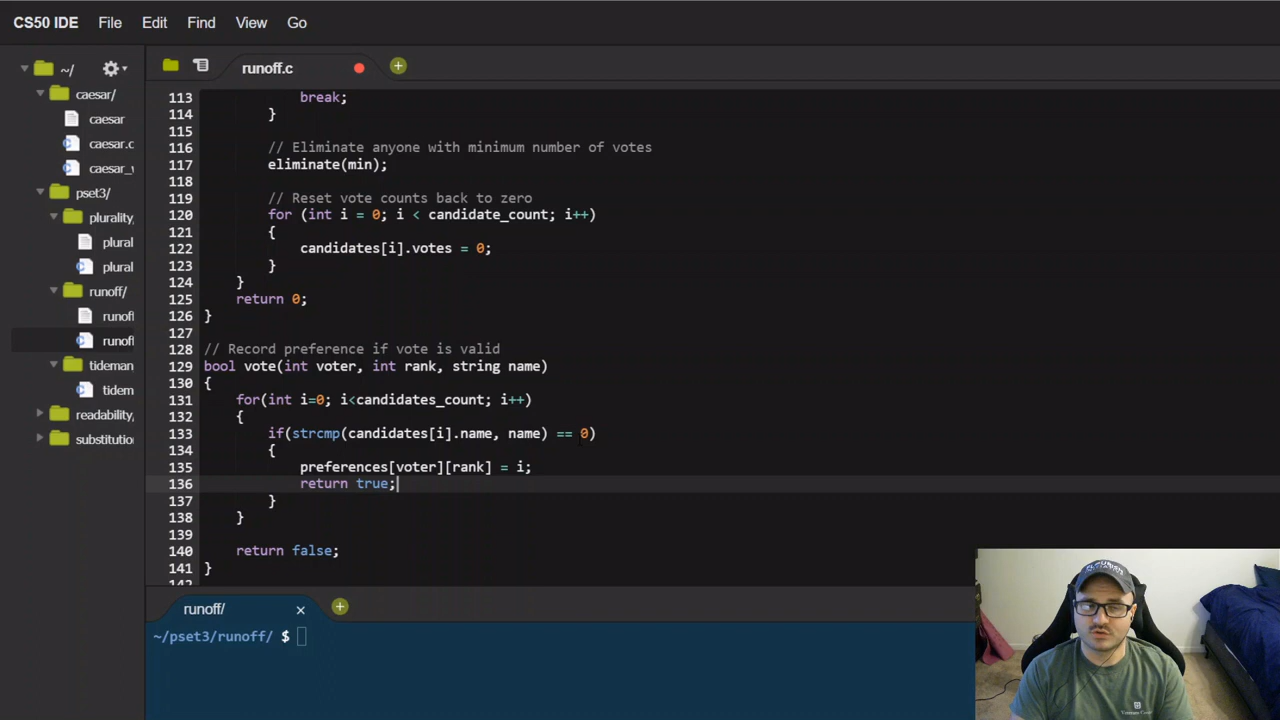 CS50 IDE File Edit Find View Go
~/
runoff.c
caesar/
caesar
caesar.c
caesar_v
pset3/
plurality,
plural
plural
runoff/
runoff
runoff
tideman
tidem
readability,
substitution
113 break;
114 }
115
116 // Eliminate anyone with minimum number of votes
117 eliminate(min);
118
119 // Reset vote counts back to zero
120 for (int i = 0; i < candidate_count; i++)
121 {
122 candidates[i].votes = 0;
123 }
124 }
125 return 0;
126 }
127
128 // Record preference if vote is valid
129 bool vote(int voter, int rank, string name)
130 {
131 for(int i=0; i<candidates_count; i++)
132 {
133 if(strcmp(candidates[i].name, name) == 0)
134 {
135 preferences[voter][rank] = i;
136 return true;
137 }
138 }
139
140 return false;
141 }
142
runoff/
~/pset3/runoff/ $